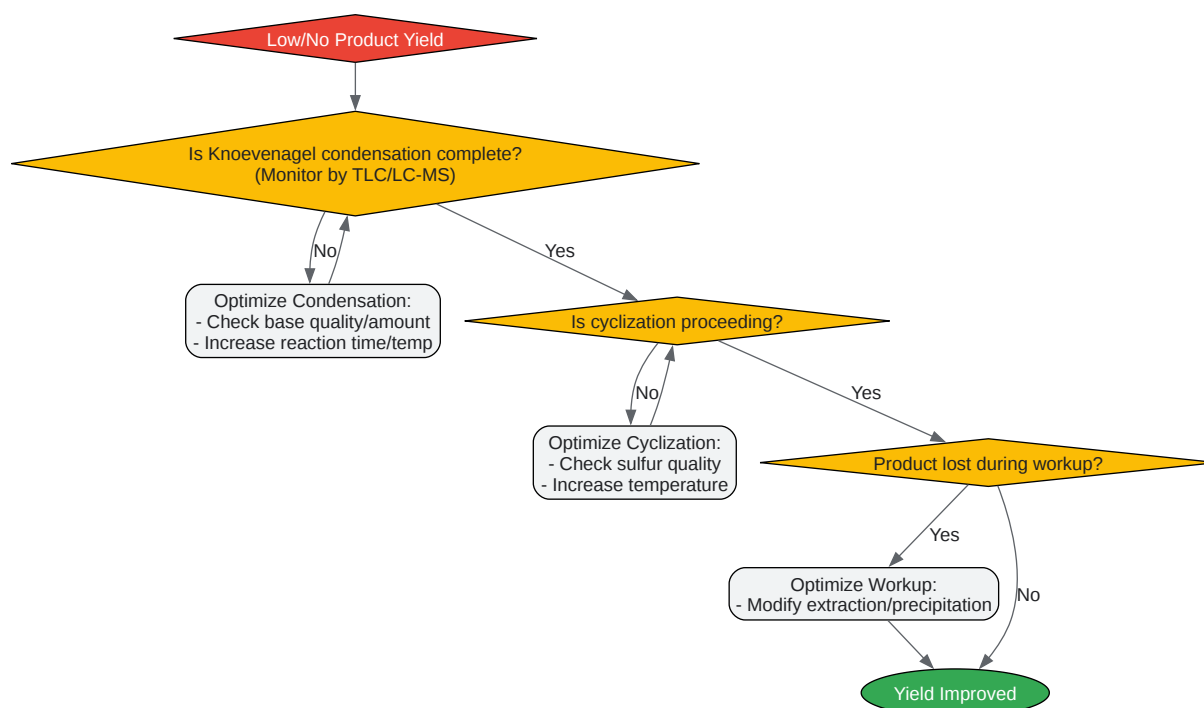 Low/No Product Yield
Is Knoevenagel condensation complete?
(Monitor by TLC/LC-MS)
No
Yes
Optimize Condensation:
- Check base quality/amount
- Increase reaction time/temp
Is cyclization proceeding?
No
Yes
Optimize Cyclization:
- Check sulfur quality
- Increase temperature
Product lost during workup?
Yes
No
Optimize Workup:
- Modify extraction/precipitation
Yield Improved